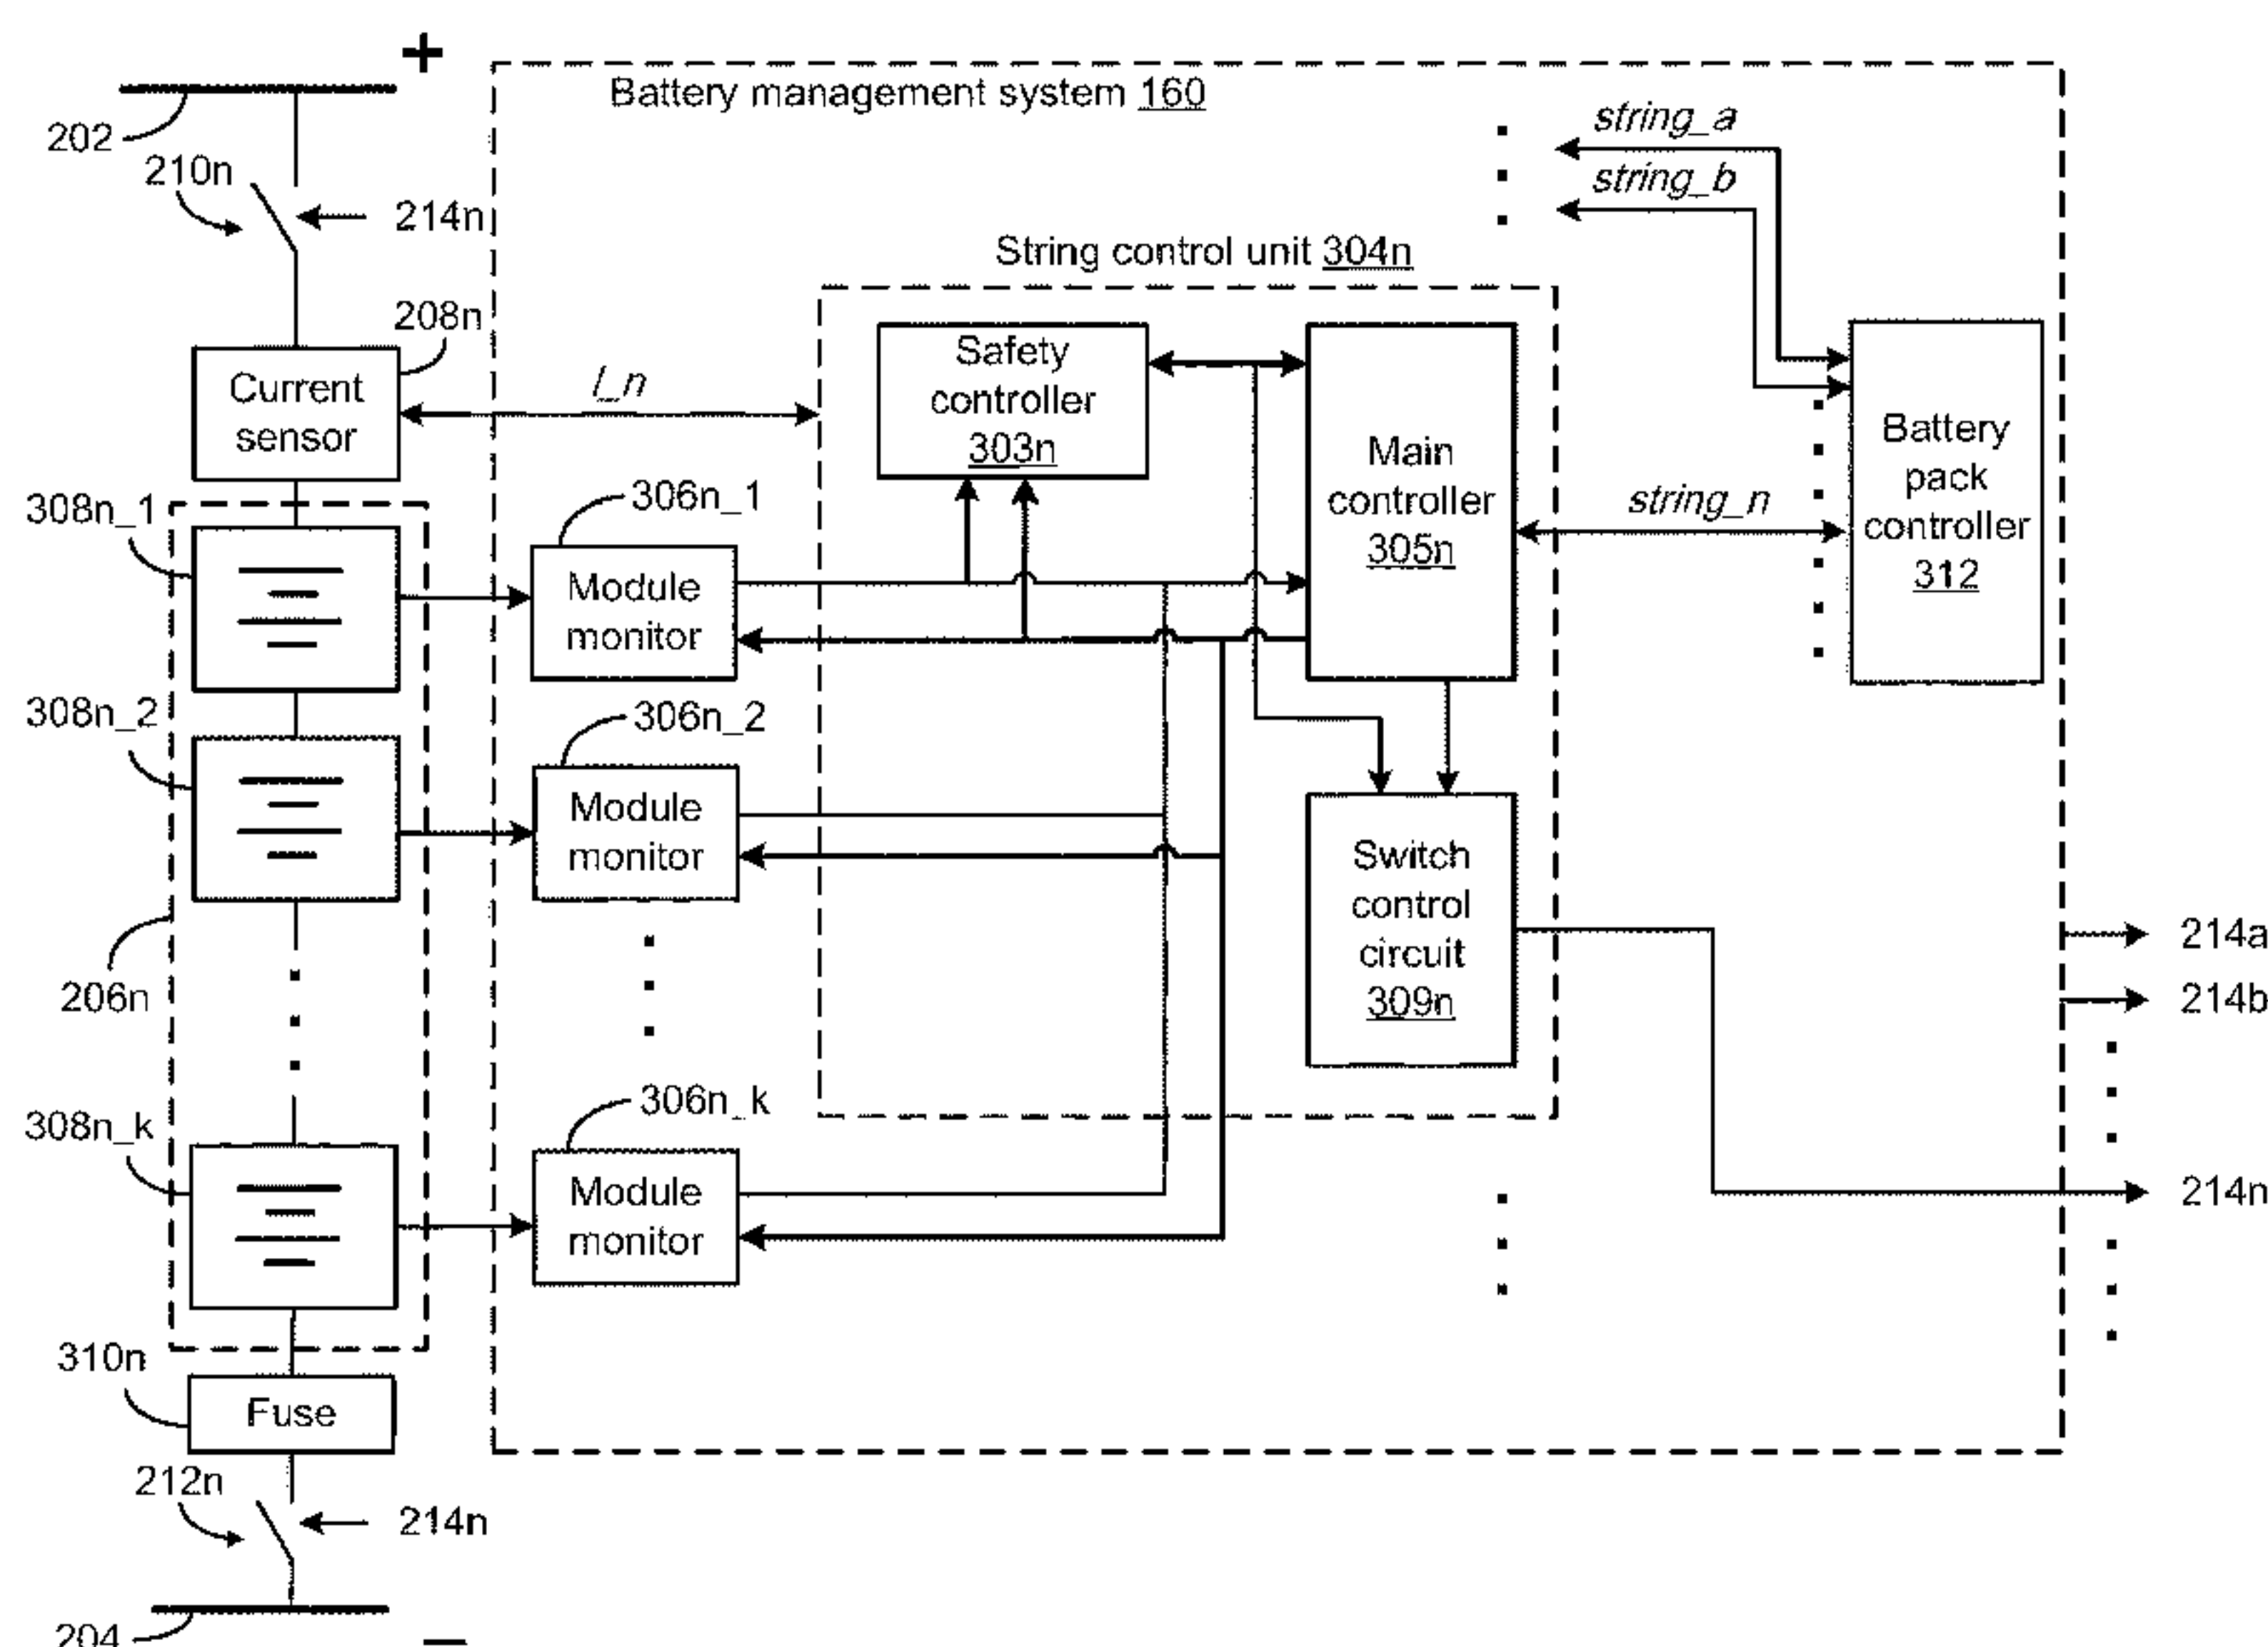 +
Battery management system 160
202
string_a
210n
string_b
214n
String control unit 304n
208n
Safety
controller
303n
Current
sensor
I_n
Main
controller
305n
Battery
pack
controller
312
308n_1
306n_1
string_n
Module
monitor
308n_2
306n_2
Module
monitor
Switch
control
circuit
309n
214a
206n
214b
308n_k
306n_k
Module
monitor
214n
310n
Fuse
212n
214n
204
–